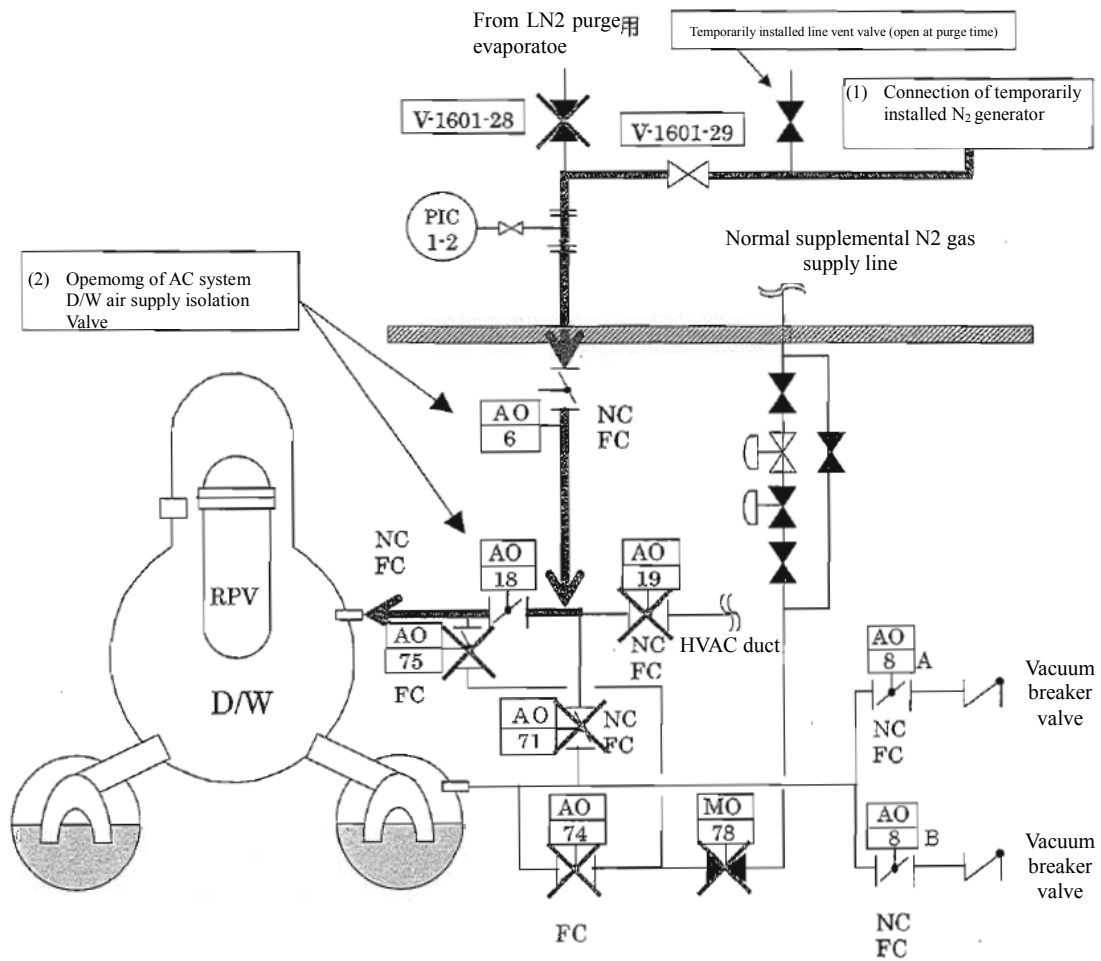 From LN2 purge用
evaporatoe
Temporarily installed line vent valve (open at purge time)
(1) Connection of temporarily
installed N2 generator
V-1601-28
V-1601-29
PIC
1-2
Normal supplemental N2 gas
supply line
(2) Opemomg of AC system
D/W air supply isolation
Valve
AO
6
NC
FC
NC
FC
AO
18
AO
19
RPV
AO
75
FC
NC
FC
HVAC duct
D/W
AO
71
NC
FC
AO
8 A
NC
FC
Vacuum
breaker
valve
AO
74
FC
MO
78
AO
8 B
NC
FC
Vacuum
breaker
valve